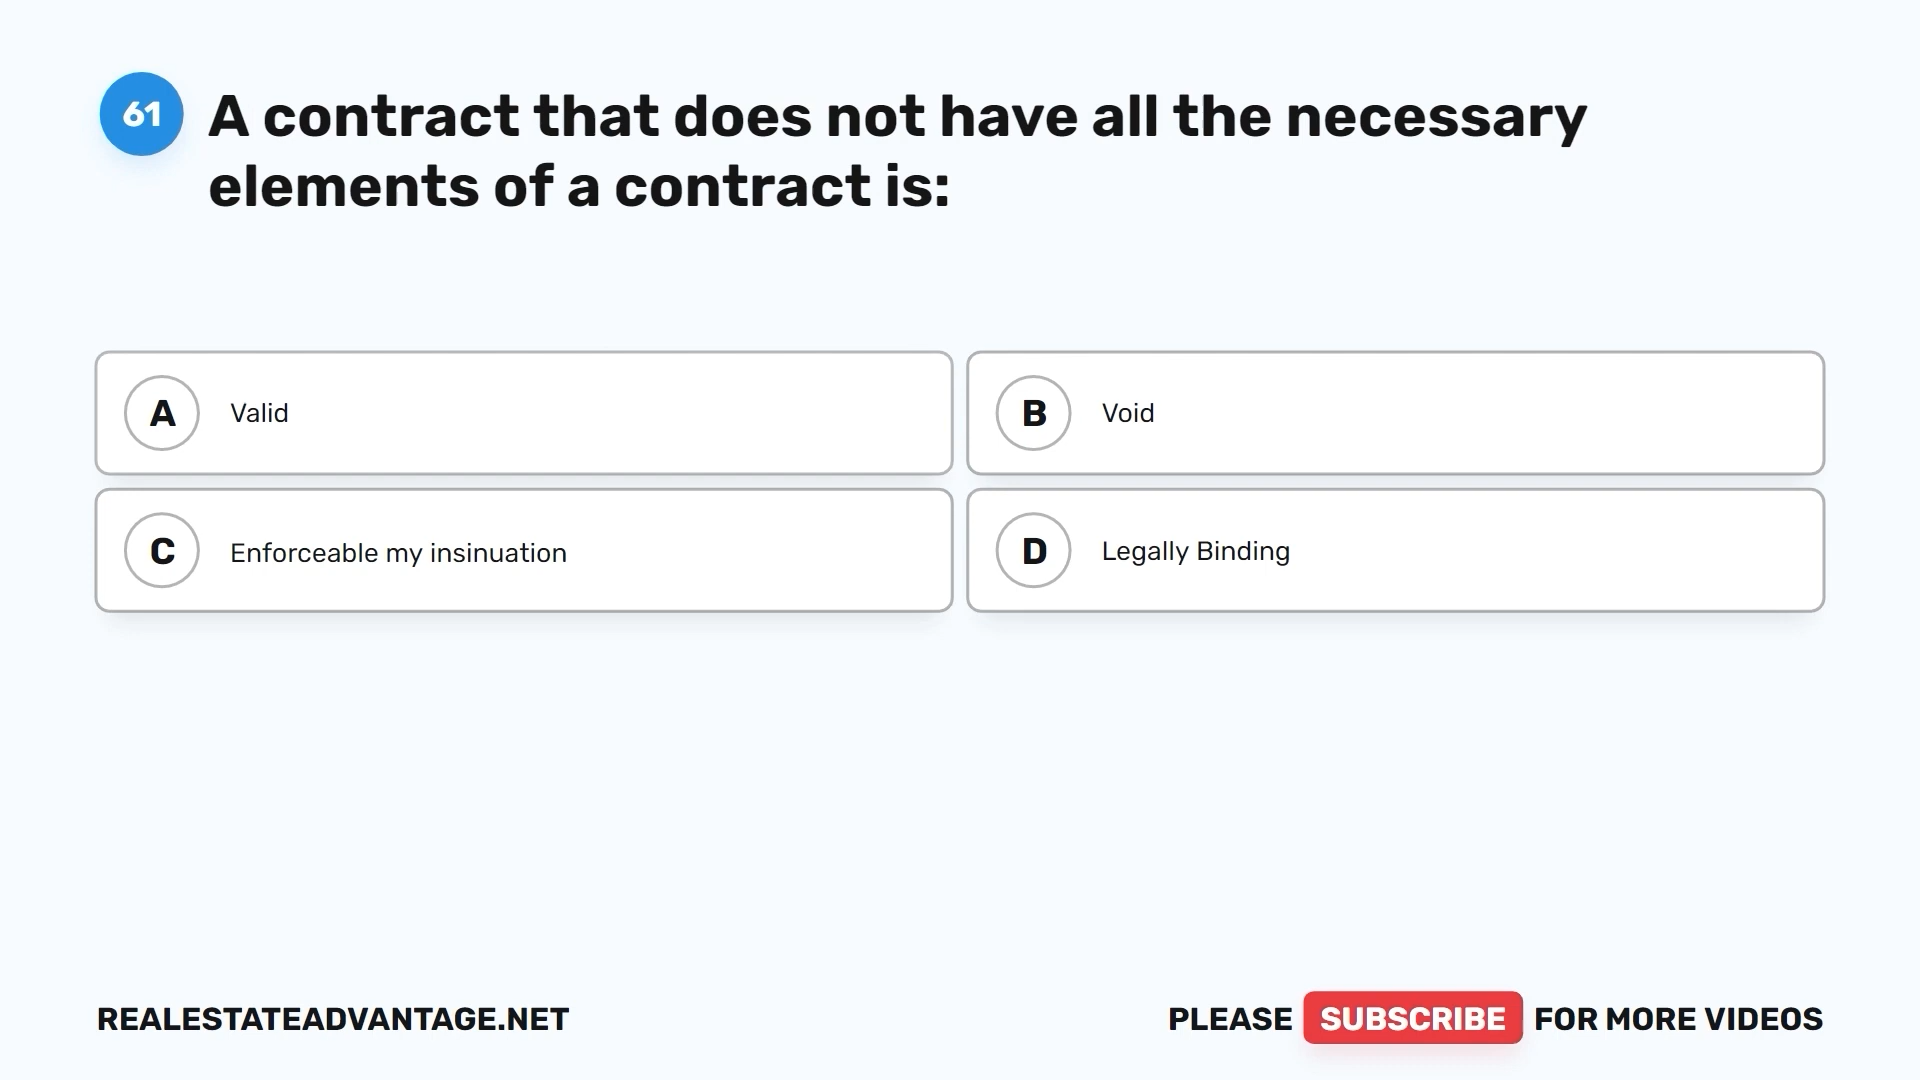 61
A contract that does not have all the necessary
elements of a contract is:
A Valid
B Void
C Enforceable my insinuation
D Legally Binding
REALESTATEADVANTAGE.NET
PLEASE SUBSCRIBE FOR MORE VIDEOS